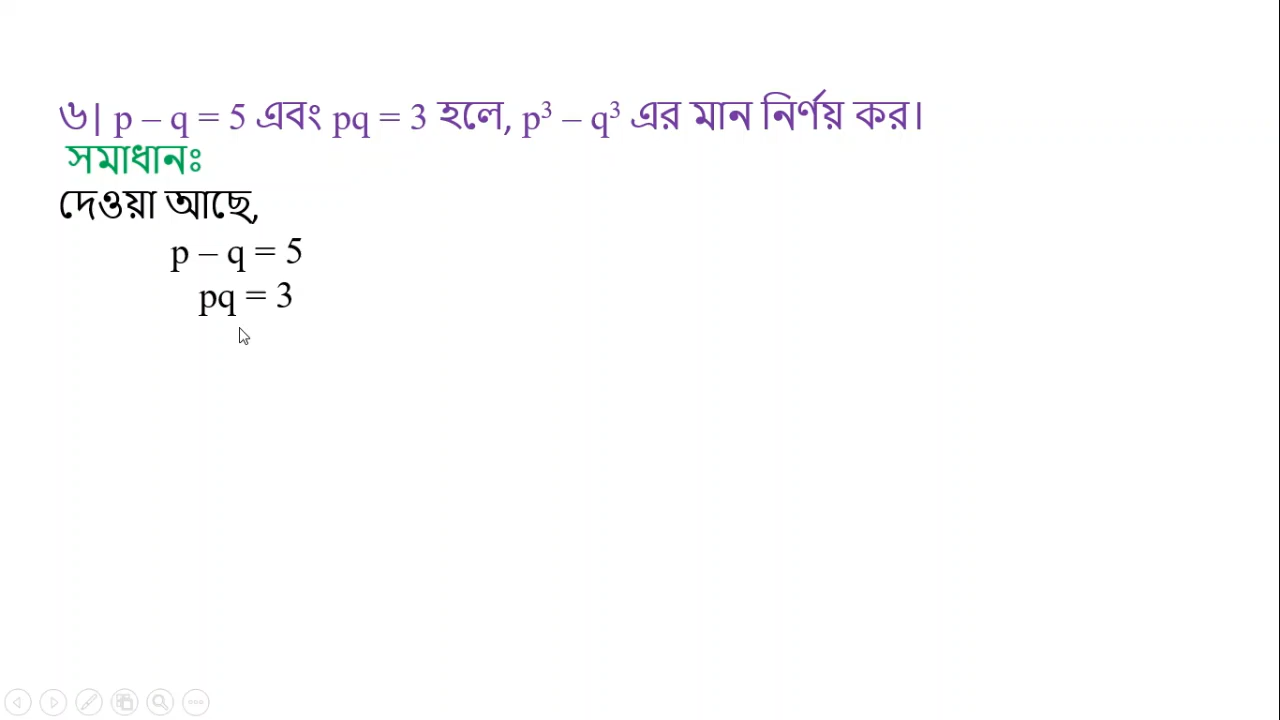 ৬| p – q = 5 এবং pq = 3 হলে, p³ – q³ এর মান নির্ণয় কর।
সমাধানঃ
দেওয়া আছে,
p – q = 5
pq = 3